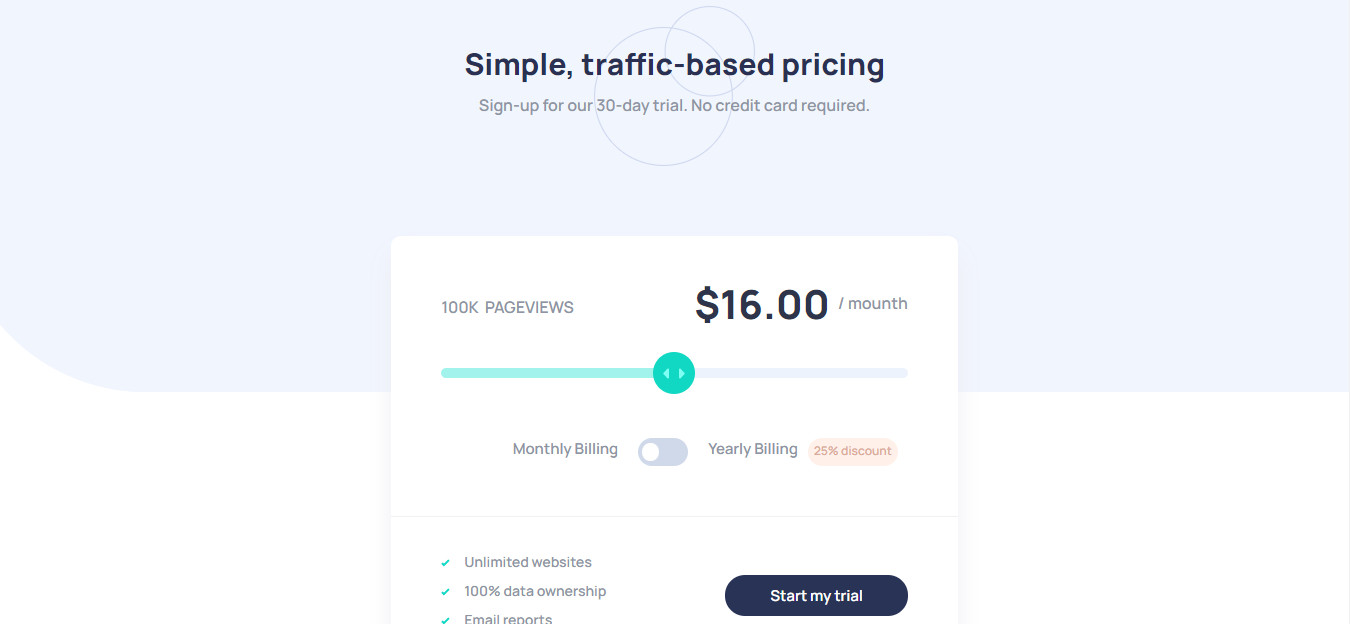 Simple, traffic-based pricing
Sign-up for our 30-day trial. No credit card required.
100K PAGEVIEWS
$16.00 / mounth
Monthly Billing
Yearly Billing
25% discount
Unlimited websites
100% data ownership
Email reports
Start my trial